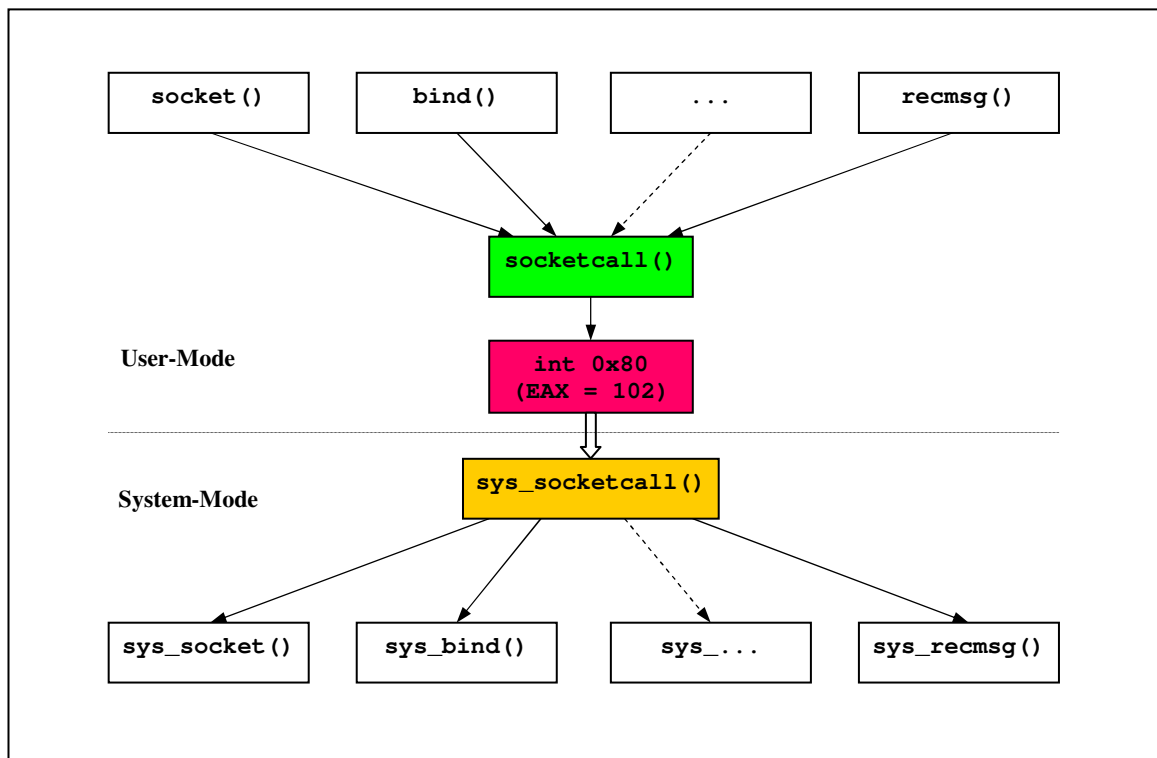 socket()
bind()
...
recmsg()
socketcall()
User-Mode
int 0x80
(EAX = 102)
sys_socketcall()
System-Mode
sys_socket()
sys_bind()
sys_...
sys_recmsg()